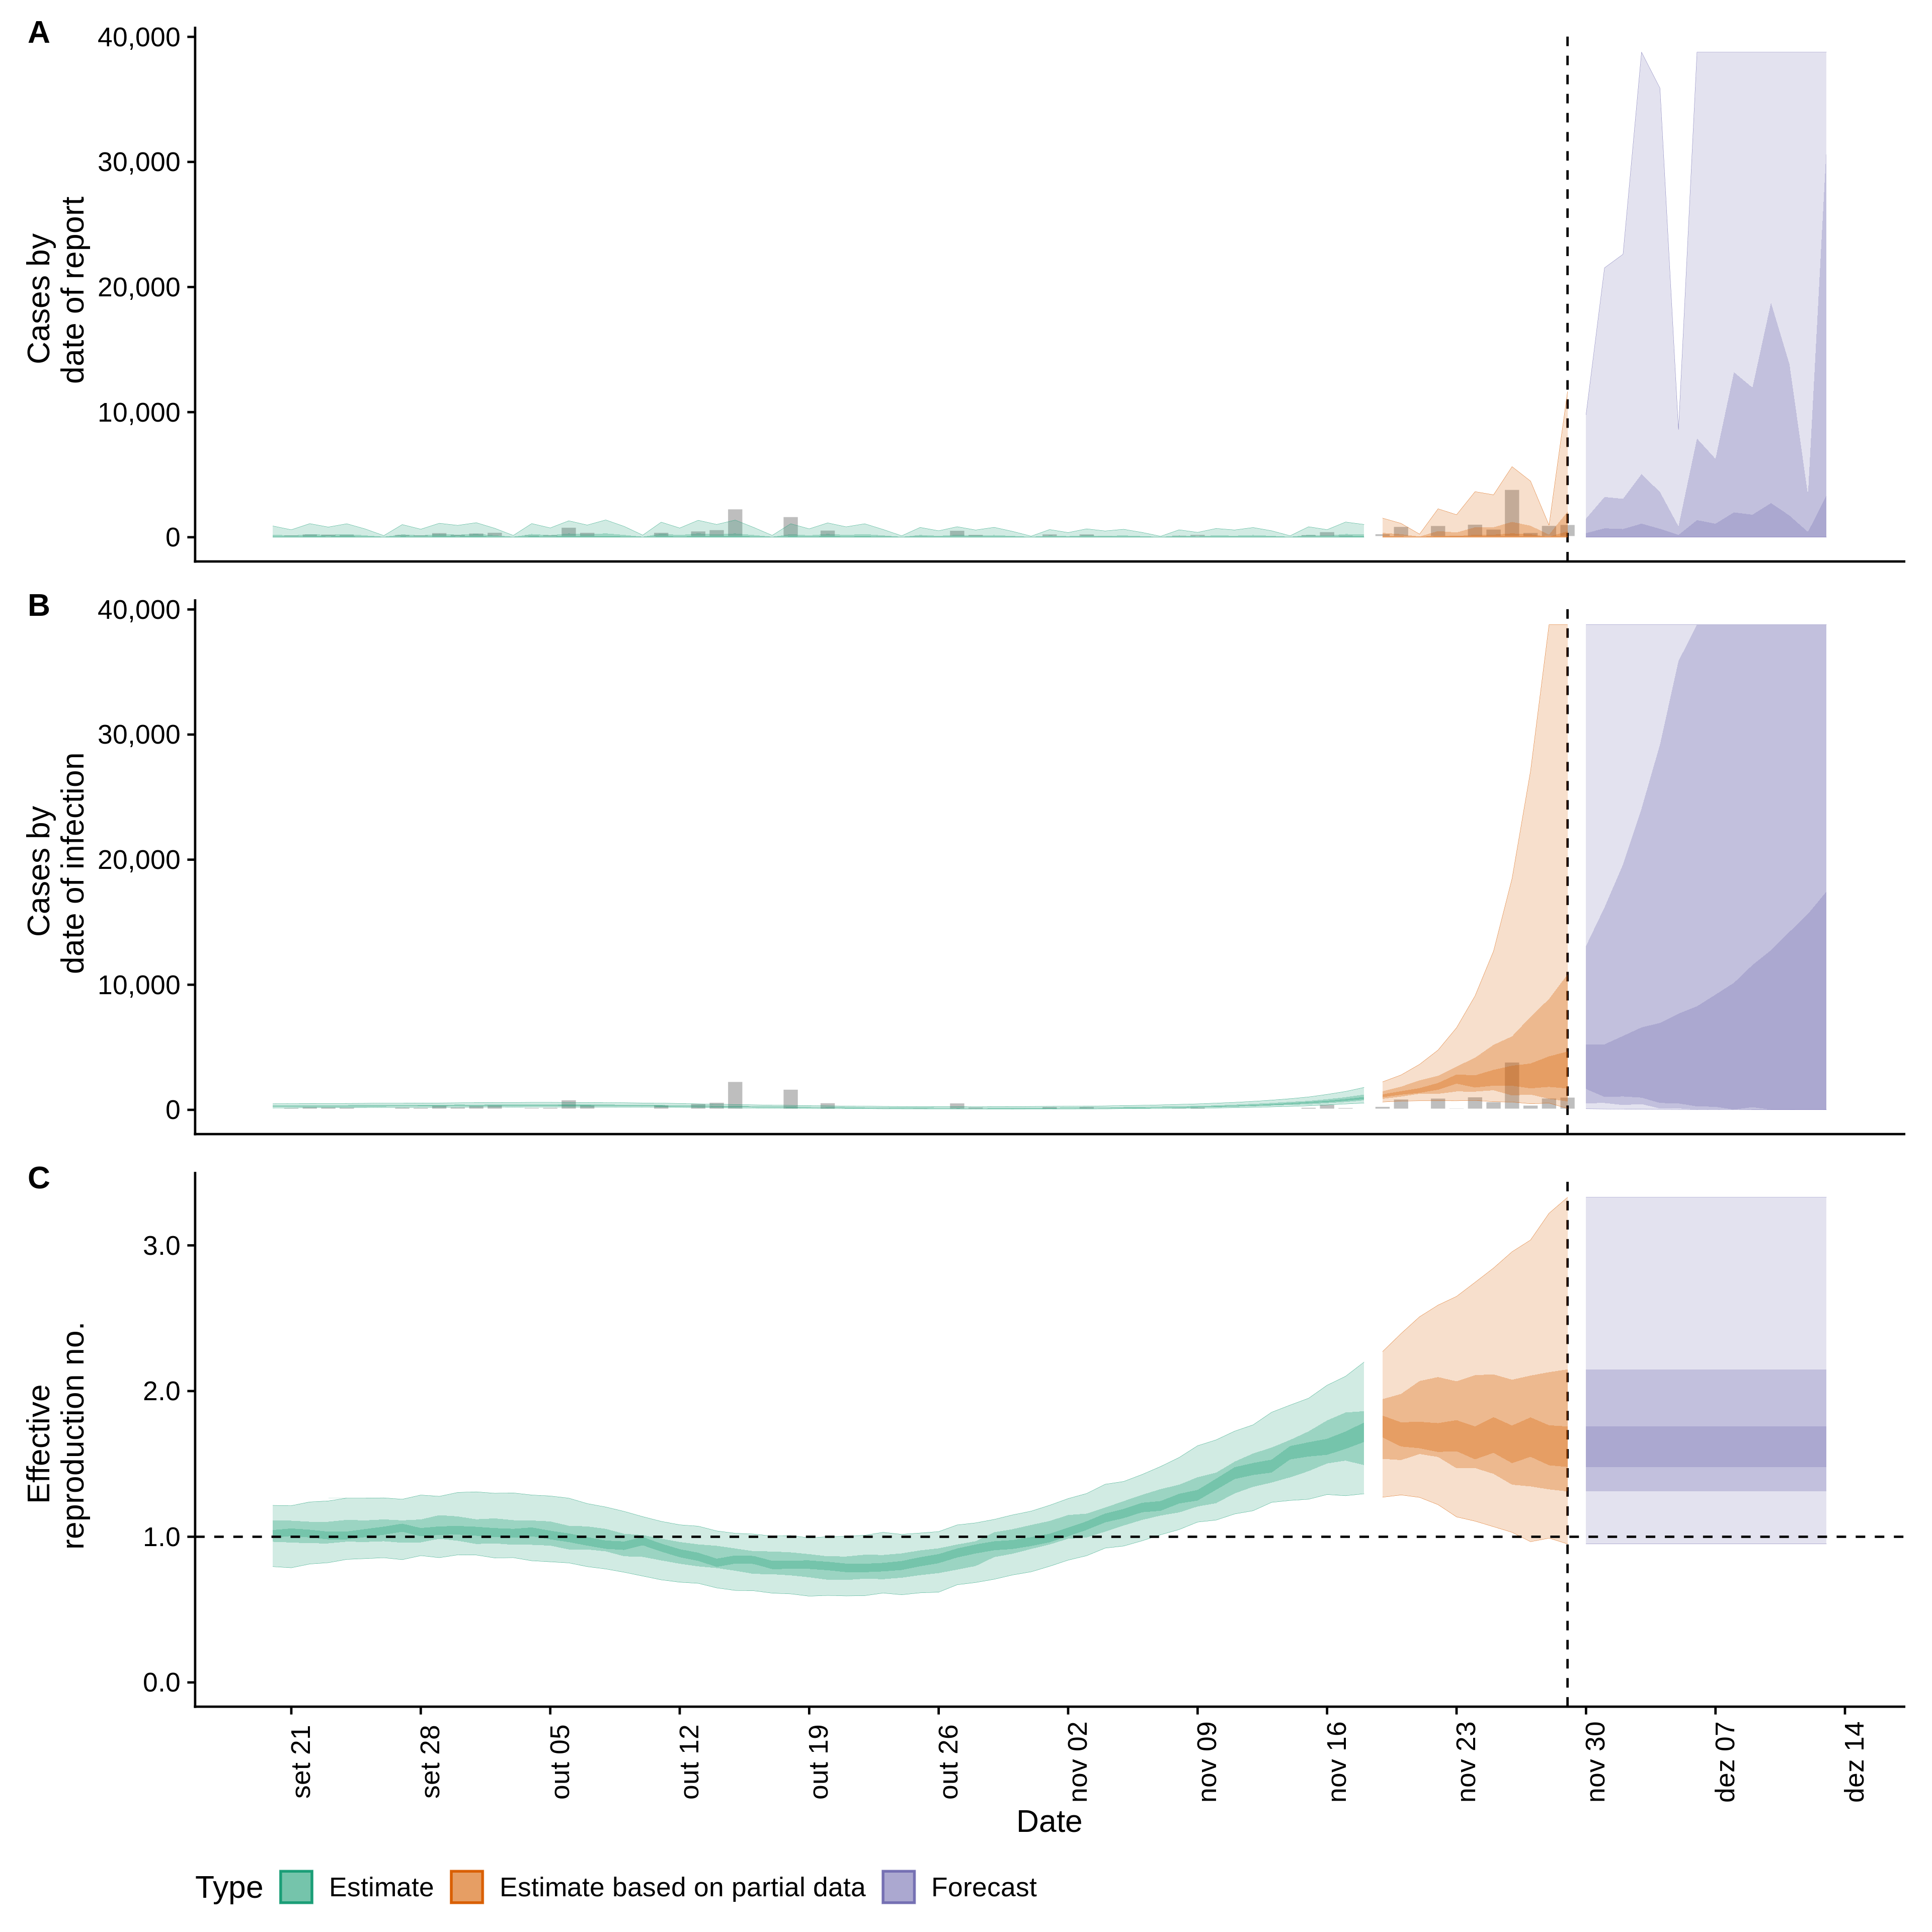 A
40,000
30,000
20,000
10,000
0
Cases by
date of report
B
40,000
30,000
20,000
10,000
0
Cases by
date of infection
C
3.0
2.0
1.0
0.0
Effective
reproduction no.
set 21
set 28
out 05
out 12
out 19
out 26
nov 02
nov 09
nov 16
nov 23
nov 30
dez 07
dez 14
Date
Type Estimate Estimate based on partial data Forecast